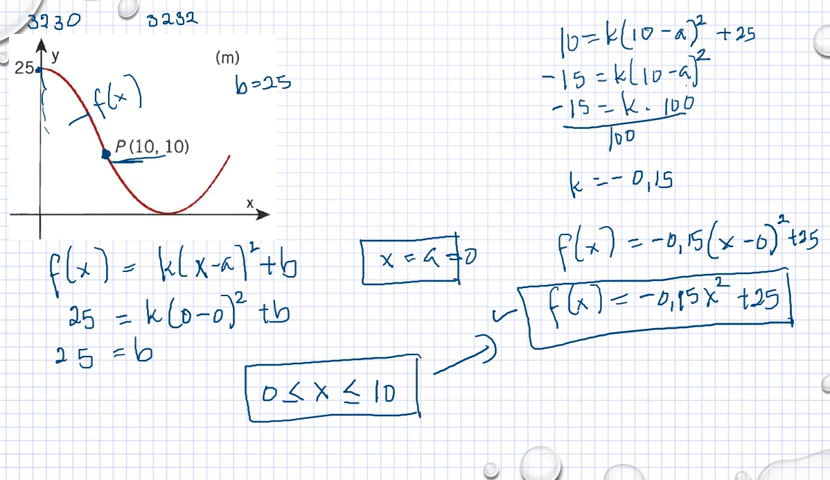 3230 3232
y
(m)
25
b=25
f(x)
P(10, 10)
x
f(x) = k(x-a)² + b
25 = k(0-0)² + b
25 = b
x = a = 0
0 ≤ x ≤ 10
10 = k(10-a)² + 25
-15 = k(10-a)²
-15 = k · 100
100
k = -0,15
f(x) = -0,15(x-0)² + 25
f(x) = -0,15x² + 25